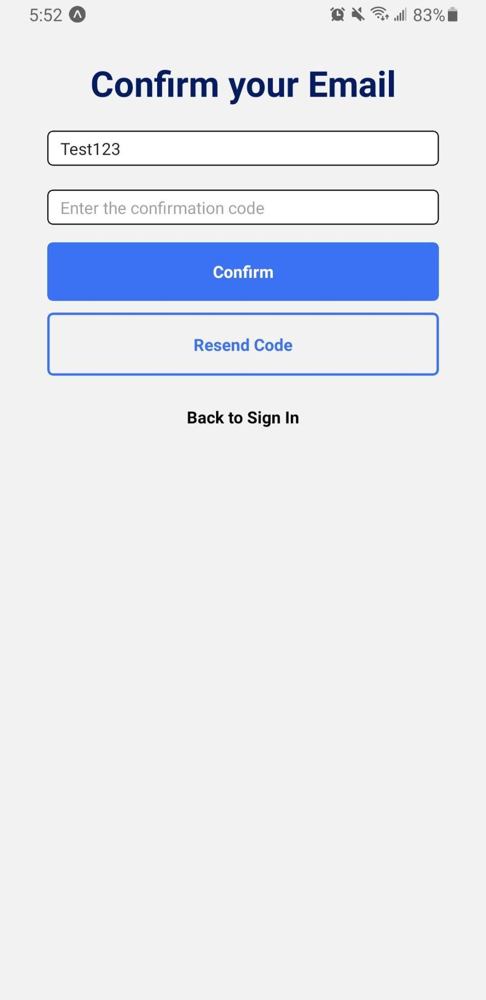 5:52 83%
Confirm your Email
Test123
Enter the confirmation code
Confirm
Resend Code
Back to Sign In